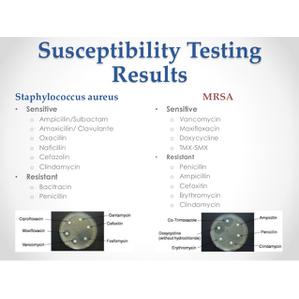 Susceptibility Testing
Results
Staphylococcus aureus
• Sensitive
o Ampicillin/Sulbactam
o Amoxicillin/ Clavulante
o Oxacillin
o Naficillin
o Cefazolin
o Clindamycin
• Resistant
o Bacitracin
o Penicillin
MRSA
• Sensitive
o Vancomycin
o Moxifloxacin
o Doxycycline
o TMX-SMX
• Resistant
o Penicillin
o Ampicillin
o Cefoxitin
o Erythromycin
o Clindamycin
Ciprofloxacin
Moxifloxacin
Vancomycin
Gentamycin
Cefoxitin
Fosfamycin
Co-Trimoxazole
Doxycycline
(without hydrochloride)
Erythromycin
Ampicillin
Penicillin
Clindamycin